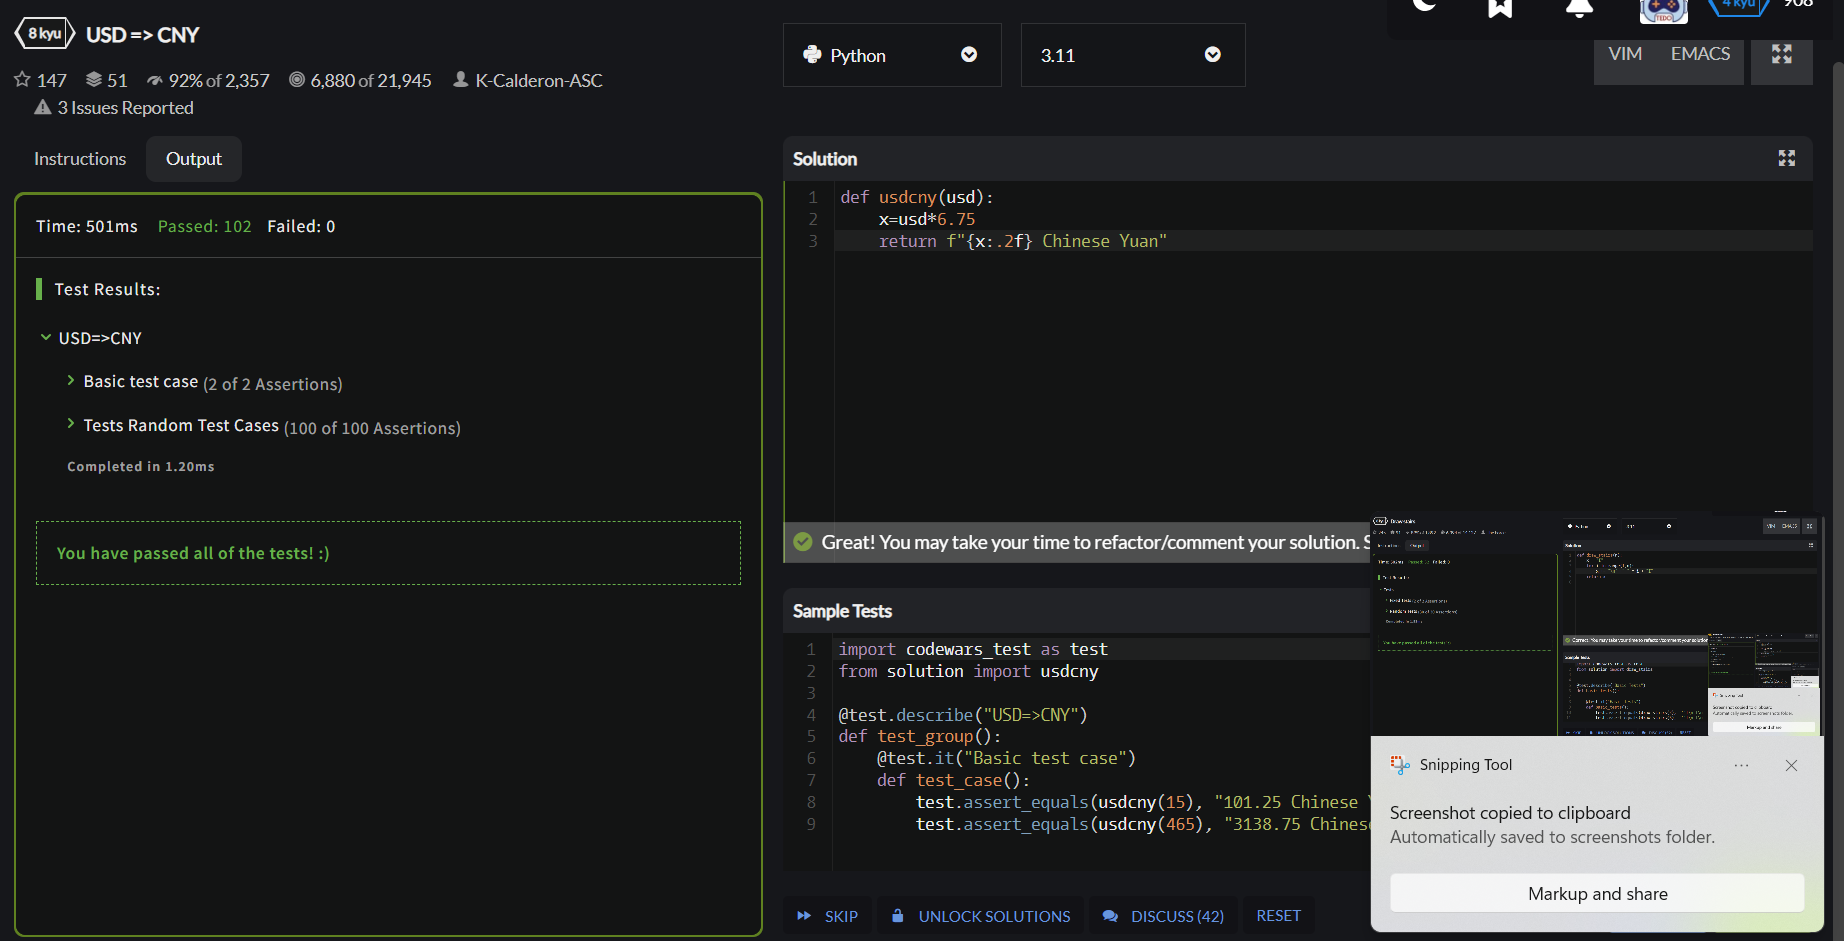 8 kyu USD => CNY
147 51 92% of 2,357 6,880 of 21,945 K-Calderon-ASC
3 Issues Reported
Instructions Output
Time: 501ms Passed: 102 Failed: 0
Test Results:
USD=>CNY
Basic test case (2 of 2 Assertions)
Tests Random Test Cases (100 of 100 Assertions)
Completed in 1.20ms
You have passed all of the tests! :)
Python 3.11
4 kyu 908
VIM EMACS
Solution
1 def usdcny(usd):
2 x=usd*6.75
3 return f"{x:.2f} Chinese Yuan"
Great! You may take your time to refactor/comment your solution. S
Sample Tests
1 import codewars_test as test
2 from solution import usdcny
3
4 @test.describe("USD=>CNY")
5 def test_group():
6 @test.it("Basic test case")
7 def test_case():
8 test.assert_equals(usdcny(15), "101.25 Chinese
9 test.assert_equals(usdcny(465), "3138.75 Chines
SKIP UNLOCK SOLUTIONS DISCUSS (42) RESET
Snipping Tool
Screenshot copied to clipboard
Automatically saved to screenshots folder.
Markup and share